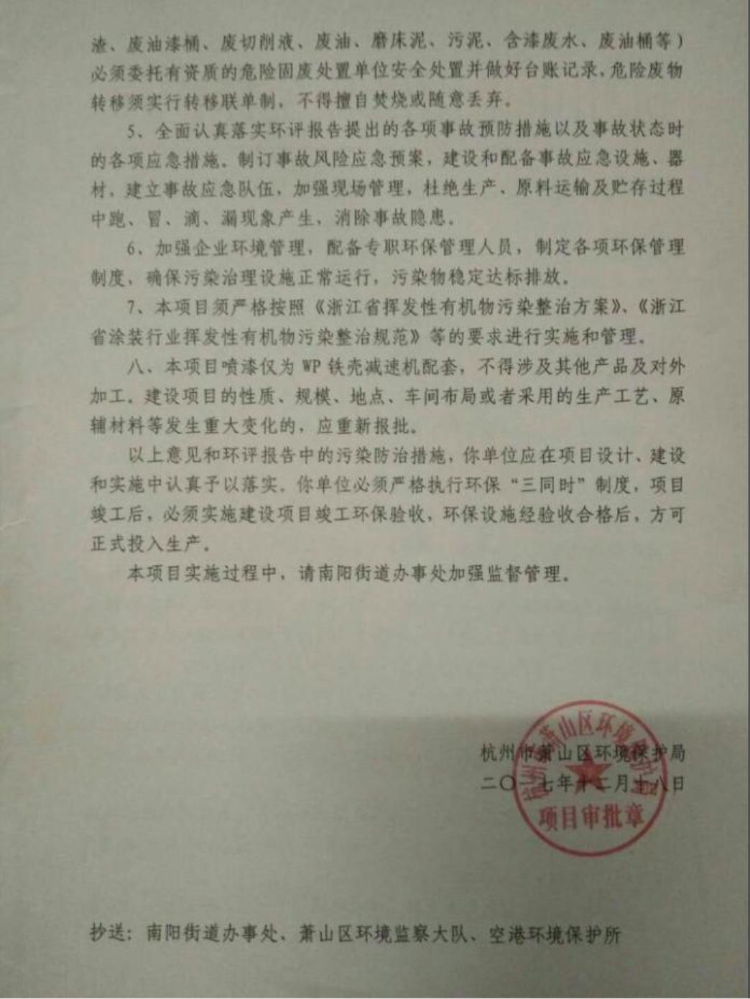 渣、废油漆桶、废切削液、废油、磨床泥、污泥、含漆废水、废油桶等）
必须委托有资质的危险固废处置单位安全处置并做好台账记录,危险废物
转移须实行转移联单制，不得擅自焚烧或随意丢弃。
5、全面认真落实环评报告提出的各项事故预防措施以及事故状态时
的各项应急措施。制订事故风险应急预案，建设和配备事故应急设施、器
材，建立事故应急队伍，加强现场管理，杜绝生产、原料运输及贮存过程
中跑、冒、滴、漏现象产生，消除事故隐患。
6、加强企业环境管理，配备专职环保管理人员，制定各项环保管理
制度，确保污染治理设施正常运行，污染物稳定达标排放。
7、本项目须严格按照《浙江省挥发性有机物污染整治方案》、《浙江
省涂装行业挥发性有机物污染整治规范》等的要求进行实施和管理。
八、本项目喷漆仅为 WP 铁壳减速机配套，不得涉及其他产品及对外
加工。建设项目的性质、规模、地点、车间布局或者采用的生产工艺、原
辅材料等发生重大变化的，应重新报批。
以上意见和环评报告中的污染防治措施，你单位应在项目设计、建设
和实施中认真予以落实。你单位必须严格执行环保“三同时”制度，项目
竣工后，必须实施建设项目竣工环保验收，环保设施经验收合格后，方可
正式投入生产。
本项目实施过程中，请南阳街道办事处加强监督管理。
杭州市萧山区环境保护局
二〇一七年十二月十八日
杭州市萧山区环境保护局
项目审批章
抄送：南阳街道办事处、萧山区环境监察大队、空港环境保护所